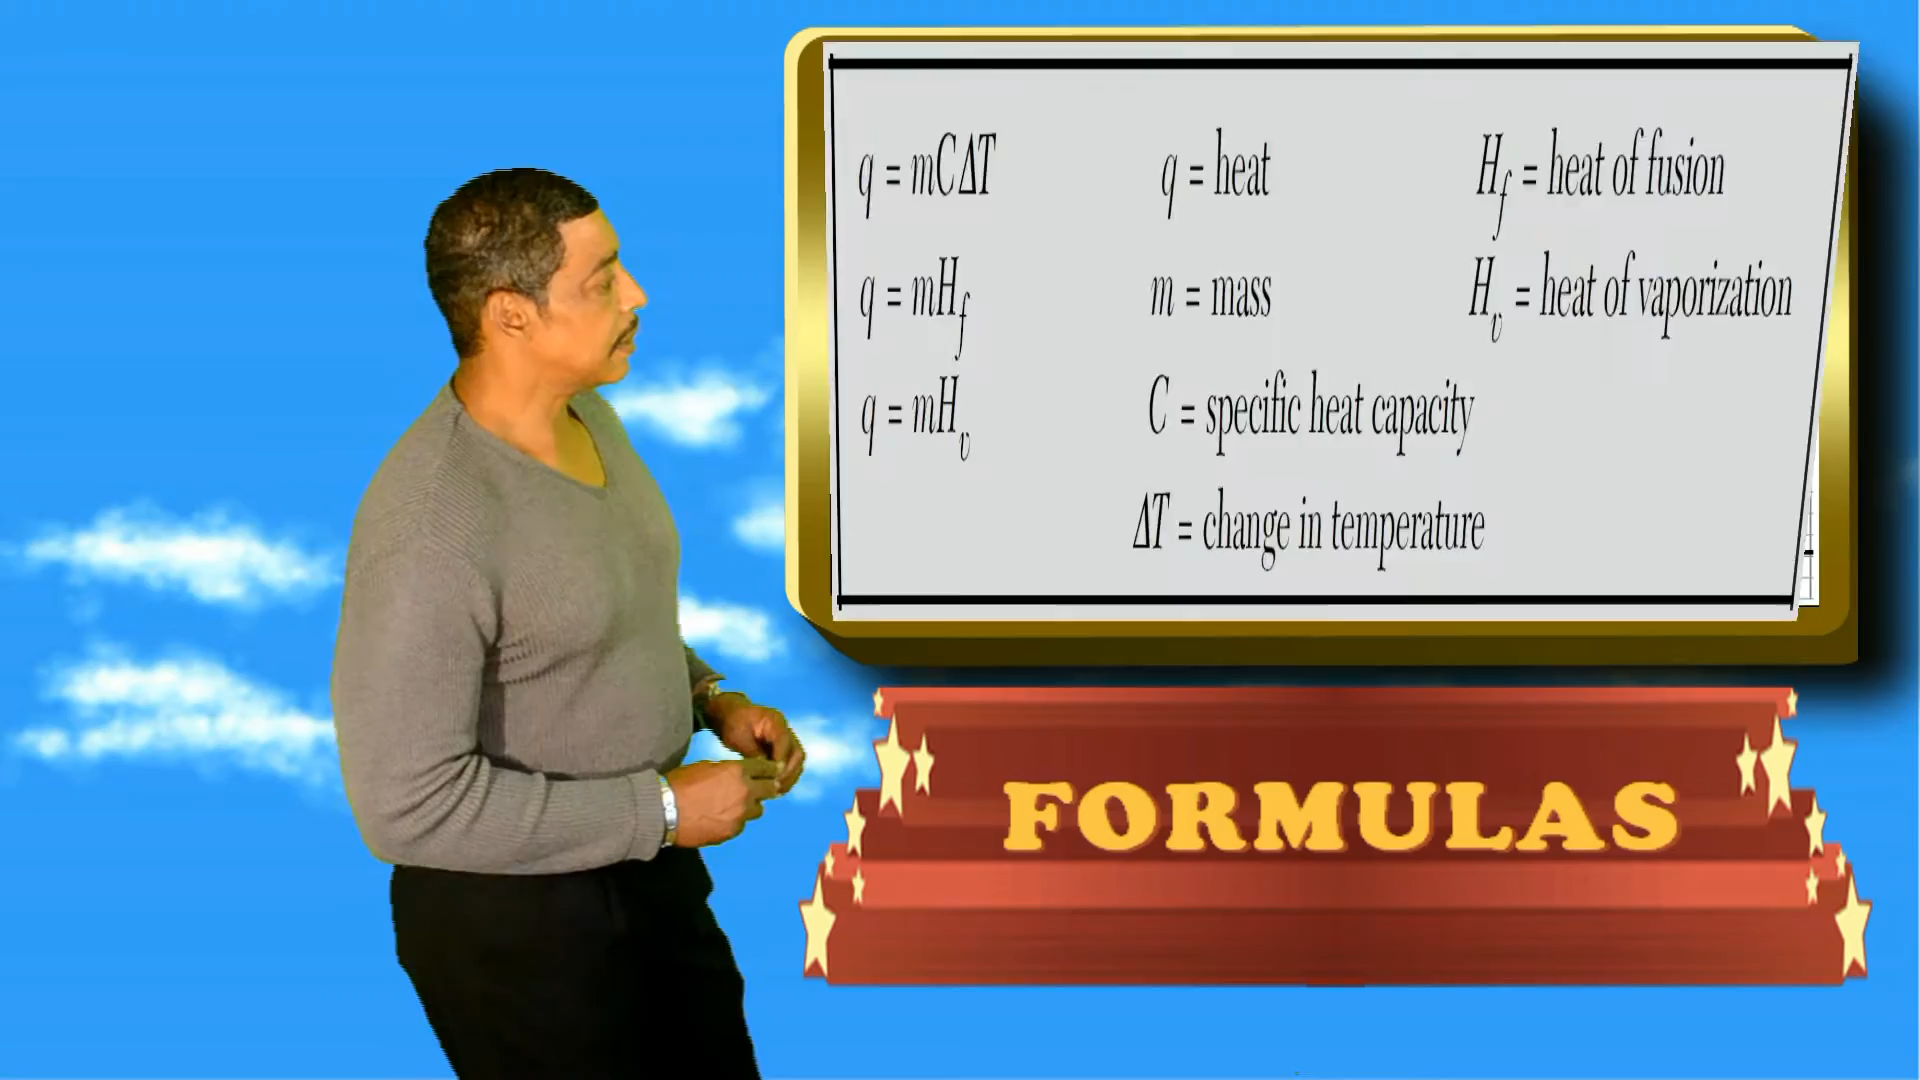 q = mCΔT q = heat H_f = heat of fusion
q = mH_f m = mass H_v = heat of vaporization
q = mH_v C = specific heat capacity
ΔT = change in temperature
FORMULAS